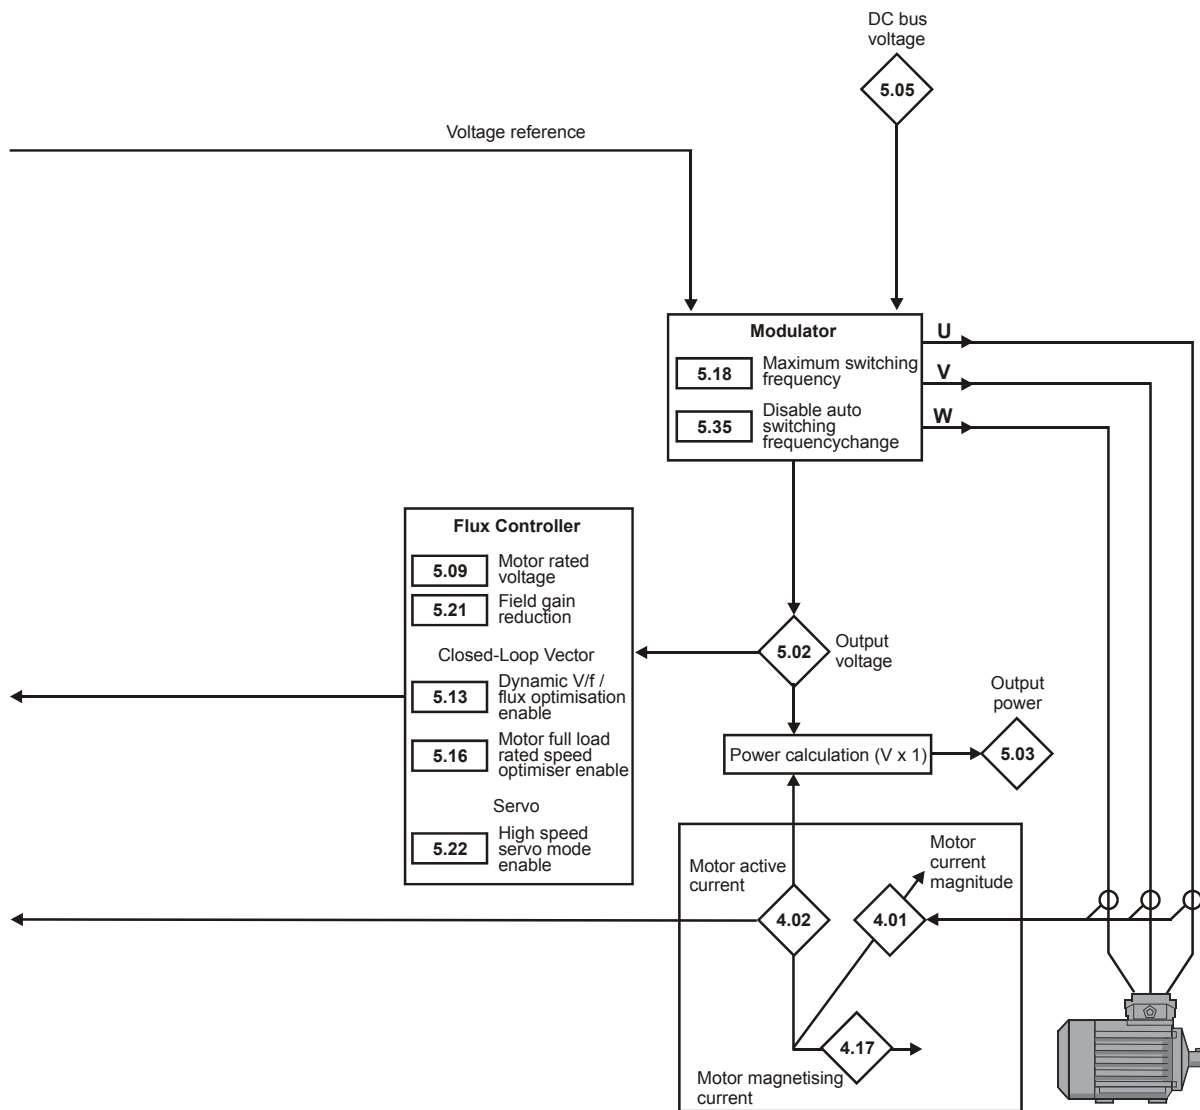 DC bus
voltage
5.05
Voltage reference
Modulator
5.18
Maximum switching
frequency
5.35
Disable auto
switching
frequencychange
U
V
W
Flux Controller
5.09
Motor rated
voltage
5.21
Field gain
reduction
Closed-Loop Vector
5.13
Dynamic V/f /
flux optimisation
enable
5.16
Motor full load
rated speed
optimiser enable
Servo
5.22
High speed
servo mode
enable
5.02
Output
voltage
Output
power
Power calculation (V x 1)
5.03
Motor active
current
Motor
current
magnitude
4.02
4.01
4.17
Motor magnetising
current